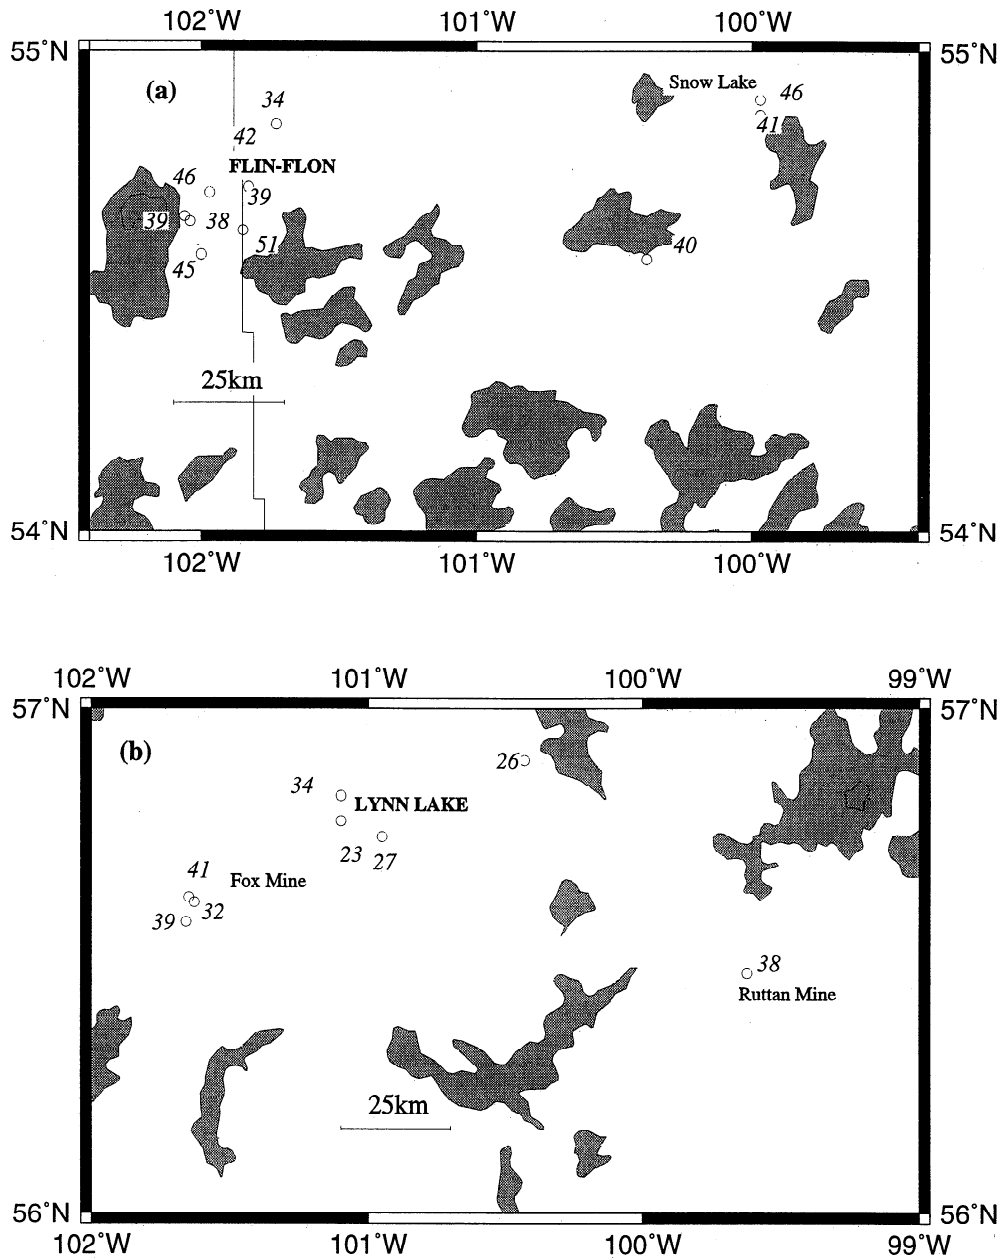 102°W 101°W 100°W
55°N 55°N
(a)
Snow Lake
46
34
41
42
FLIN-FLON
46
39
39 38
40
51
45
25km
54°N 54°N
102°W 101°W 100°W
102°W 101°W 100°W 99°W
57°N 57°N
(b)
26
34
LYNN LAKE
23 27
41
Fox Mine
32
39
38
Ruttan Mine
25km
56°N 56°N
102°W 101°W 100°W 99°W